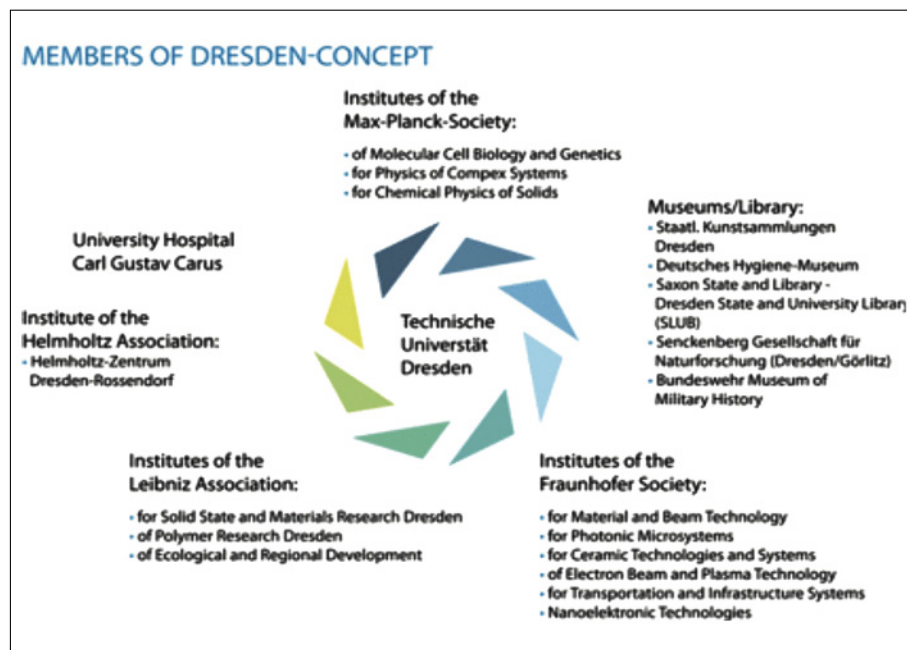 MEMBERS OF DRESDEN-CONCEPT
Institutes of the
Max-Planck-Society:
• of Molecular Cell Biology and Genetics
• for Physics of Compex Systems
• for Chemical Physics of Solids
University Hospital
Carl Gustav Carus
Institute of the
Helmholtz Association:
• Helmholtz-Zentrum
Dresden-Rossendorf
Technische
Universtät
Dresden
Museums/Library:
• Staatl. Kunstsammlungen
Dresden
• Deutsches Hygiene-Museum
• Saxon State and Library -
Dresden State and University Library
(SLUB)
• Senckenberg Gesellschaft für
Naturforschung (Dresden/Görlitz)
• Bundeswehr Museum of
Military History
Institutes of the
Leibniz Association:
• for Solid State and Materials Research Dresden
• of Polymer Research Dresden
• of Ecological and Regional Development
Institutes of the
Fraunhofer Society:
• for Material and Beam Technology
• for Photonic Microsystems
• for Ceramic Technologies and Systems
• of Electron Beam and Plasma Technology
• for Transportation and Infrastructure Systems
• Nanoelektronic Technologies